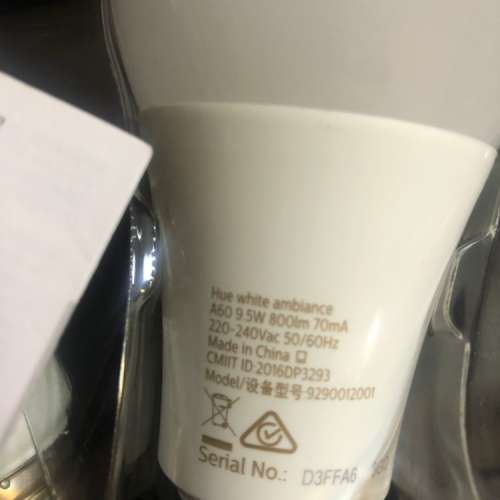 Hue white ambiance
A60 9.5W 800lm 70mA
220-240Vac 50/60Hz
Made in China
CMIIT ID:2016DP3293
Model/设备型号:9290012001
Serial No.: D3FFA6